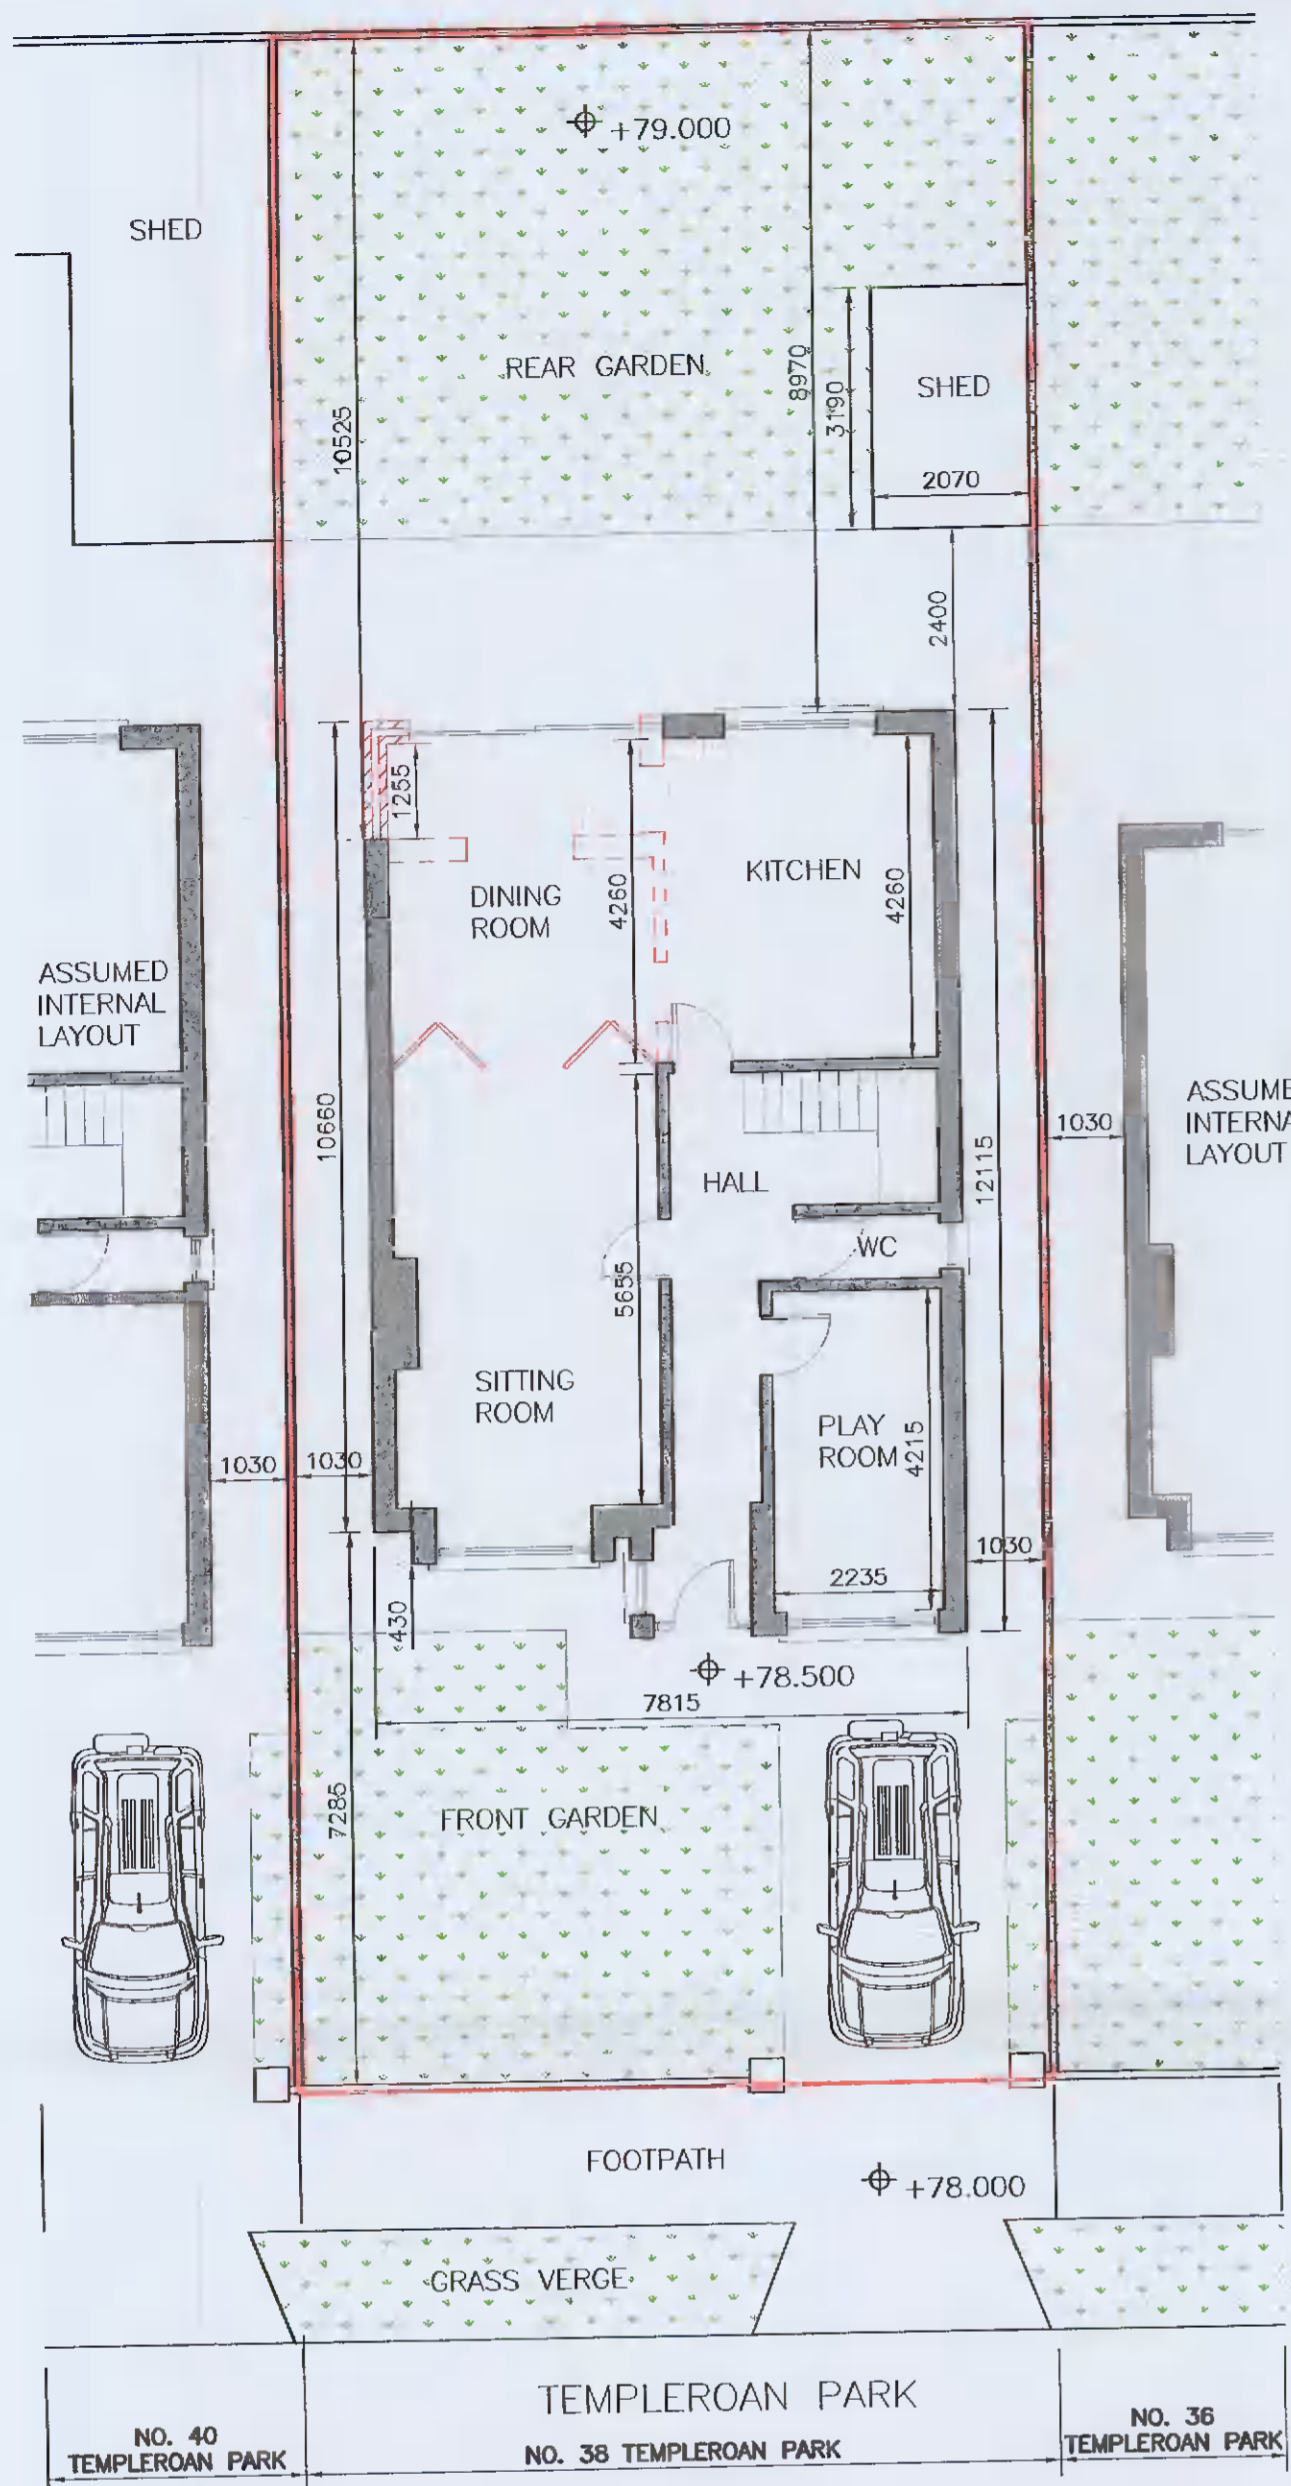 +79.000
SHED
REAR GARDEN
10525
8970
3190
SHED
2070
2400
1255
DINING
ROOM
4260
KITCHEN
4260
ASSUMED
INTERNAL
LAYOUT
10660
HALL
12115
1030
ASSUME
INTERNA
LAYOUT
WC
5655
SITTING
ROOM
PLAY
ROOM
4215
1030
1030
2235
1030
430
+78.500
7815
7285
FRONT GARDEN
FOOTPATH
+78.000
GRASS VERGE
TEMPLEROAN PARK
NO. 40
TEMPLEROAN PARK
NO. 38 TEMPLEROAN PARK
NO. 36
TEMPLEROAN PARK